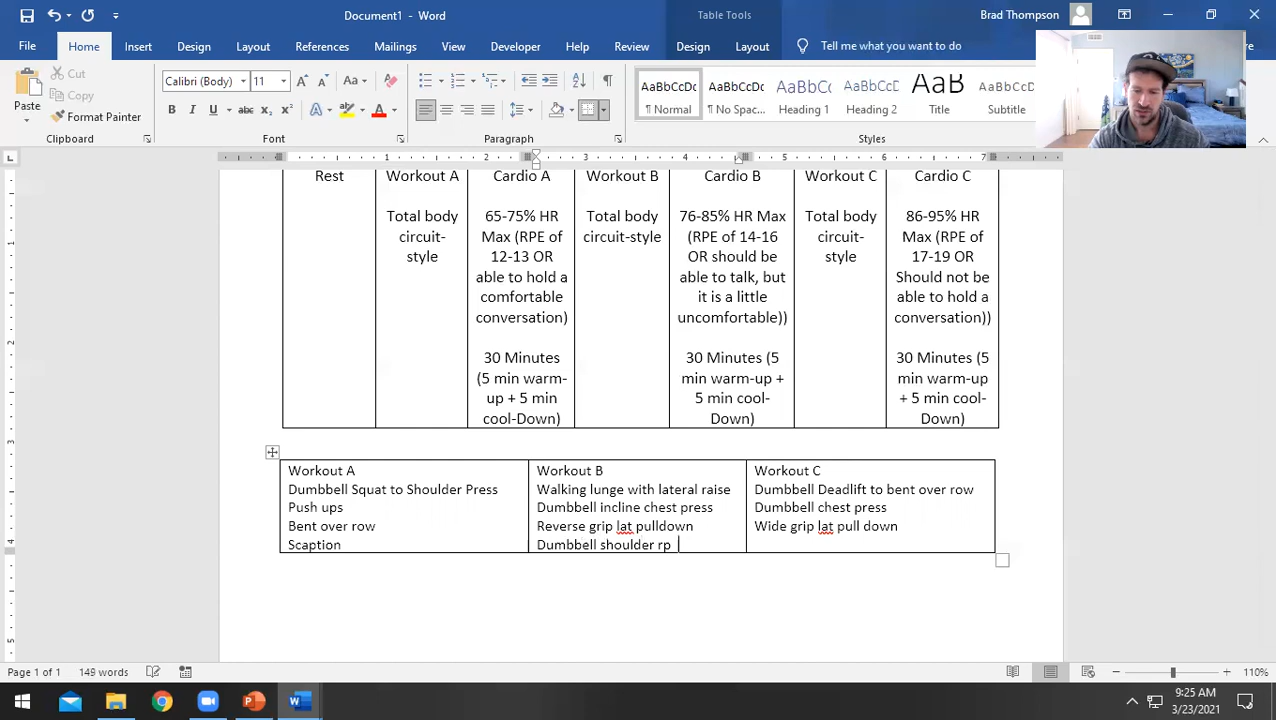 Document1 - Word
Table Tools
Brad Thompson
File Home Insert Design Layout References Mailings View Developer Help Review Design Layout Tell me what you want to do
Cut
Copy
Format Painter
Paste
Calibri (Body) 11
Clipboard Font Paragraph Styles
AaBbCcDc ¶ Normal
AaBbCcDc ¶ No Spac...
AaBbC( Heading 1
AaBbCcC Heading 2
AaB Title
AaBbCcD Subtitle
Rest
Workout A
Total body
circuit-
style
Cardio A
65-75% HR
Max (RPE of
12-13 OR
able to hold a
comfortable
conversation)
30 Minutes
(5 min warm-
up + 5 min
cool-Down)
Workout B
Total body
circuit-style
Cardio B
76-85% HR Max
(RPE of 14-16
OR should be
able to talk, but
it is a little
uncomfortable))
30 Minutes (5
min warm-up +
5 min cool-
Down)
Workout C
Total body
circuit-
style
Cardio C
86-95% HR
Max (RPE of
17-19 OR
Should not be
able to hold a
conversation))
30 Minutes (5
min warm-up
+ 5 min cool-
Down)
Workout A
Dumbbell Squat to Shoulder Press
Push ups
Bent over row
Scaption
Workout B
Walking lunge with lateral raise
Dumbbell incline chest press
Reverse grip lat pulldown
Dumbbell shoulder rp
Workout C
Dumbbell Deadlift to bent over row
Dumbbell chest press
Wide grip lat pull down
Page 1 of 1 149 words
110%
9:25 AM
3/23/2021